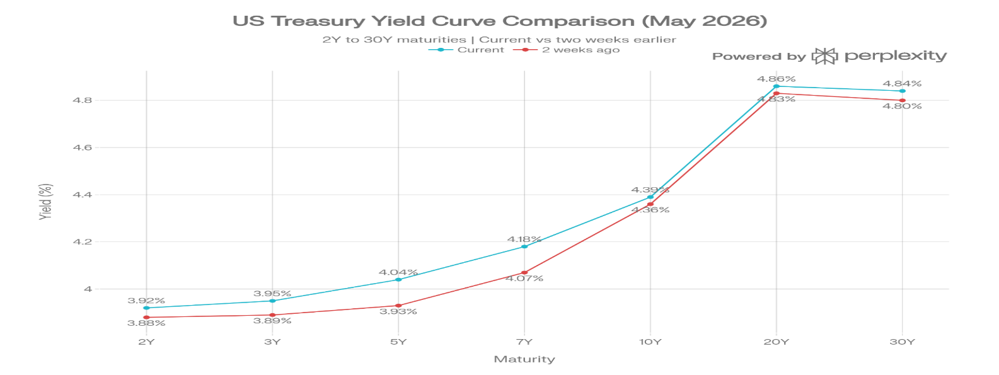 US Treasury Yield Curve Comparison (May 2026)
2Y to 30Y maturities | Current vs two weeks earlier
Current 2 weeks ago
Powered by perplexity
4.86%
4.84%
4.8
4.83%
4.80%
4.6
Yield (%)
4.39%
4.4
4.36%
4.18%
4.2
4.07%
4.04%
4
3.95%
3.92%
3.93%
3.89%
3.88%
2Y 3Y 5Y 7Y 10Y 20Y 30Y
Maturity